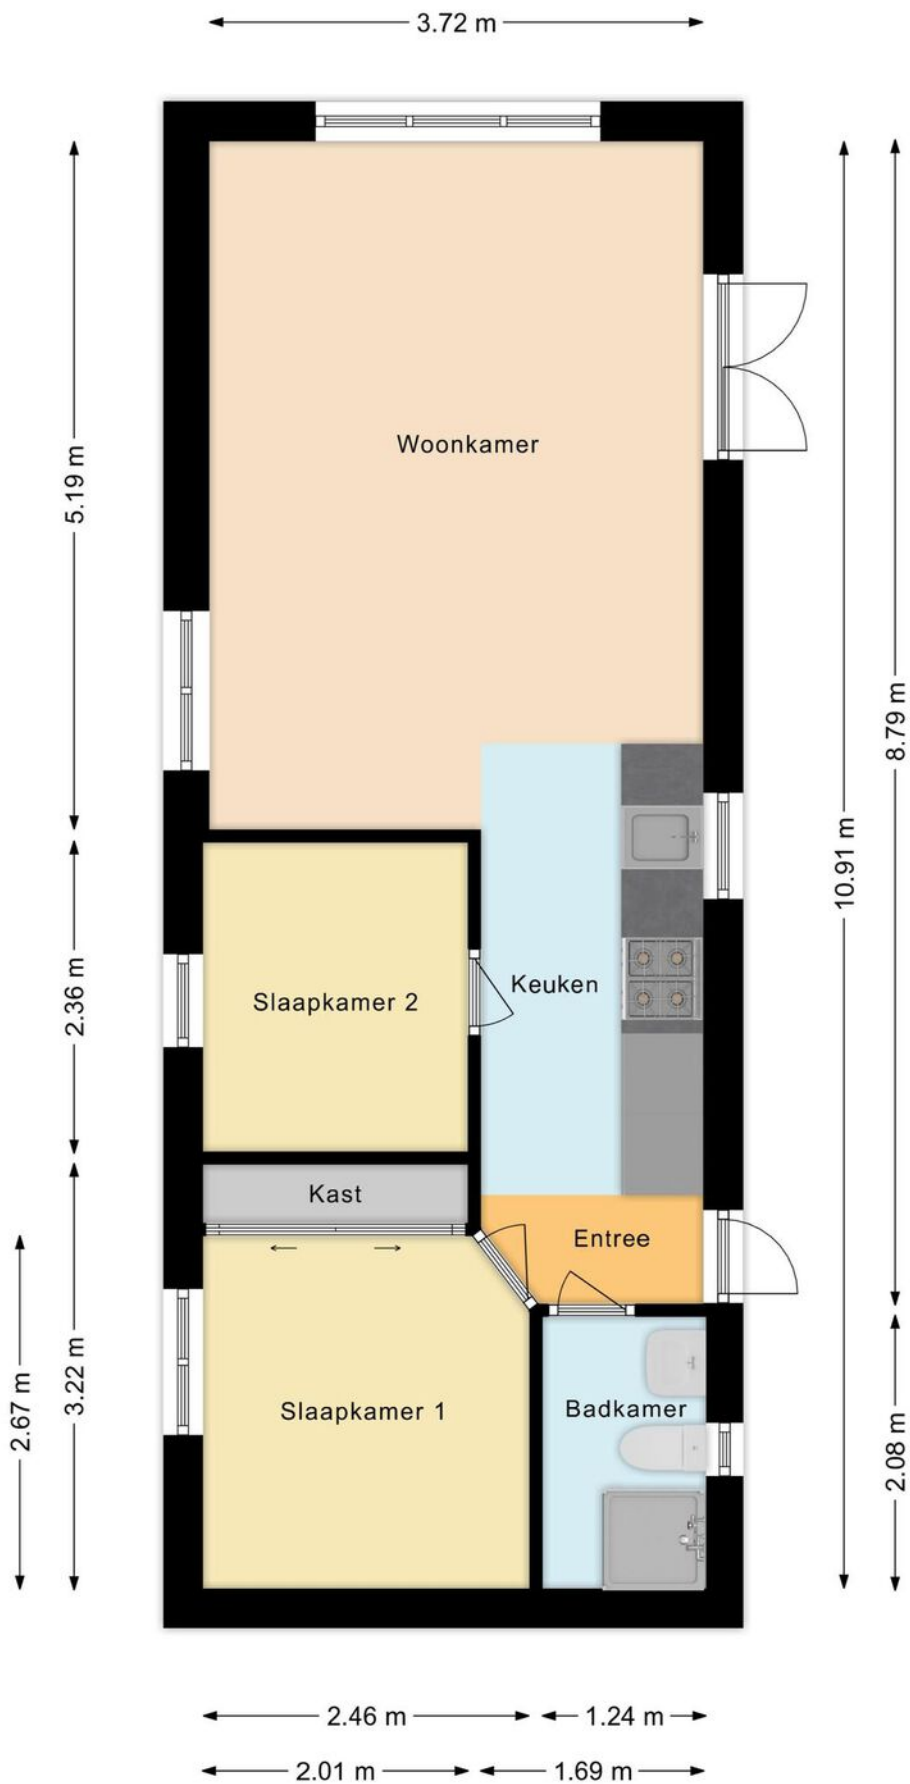 3.72 m
5.19 m
Woonkamer
8.79 m
10.91 m
2.36 m
Slaapkamer 2
Keuken
Kast
Entree
2.67 m
3.22 m
Slaapkamer 1
Badkamer
2.08 m
2.46 m
1.24 m
2.01 m
1.69 m